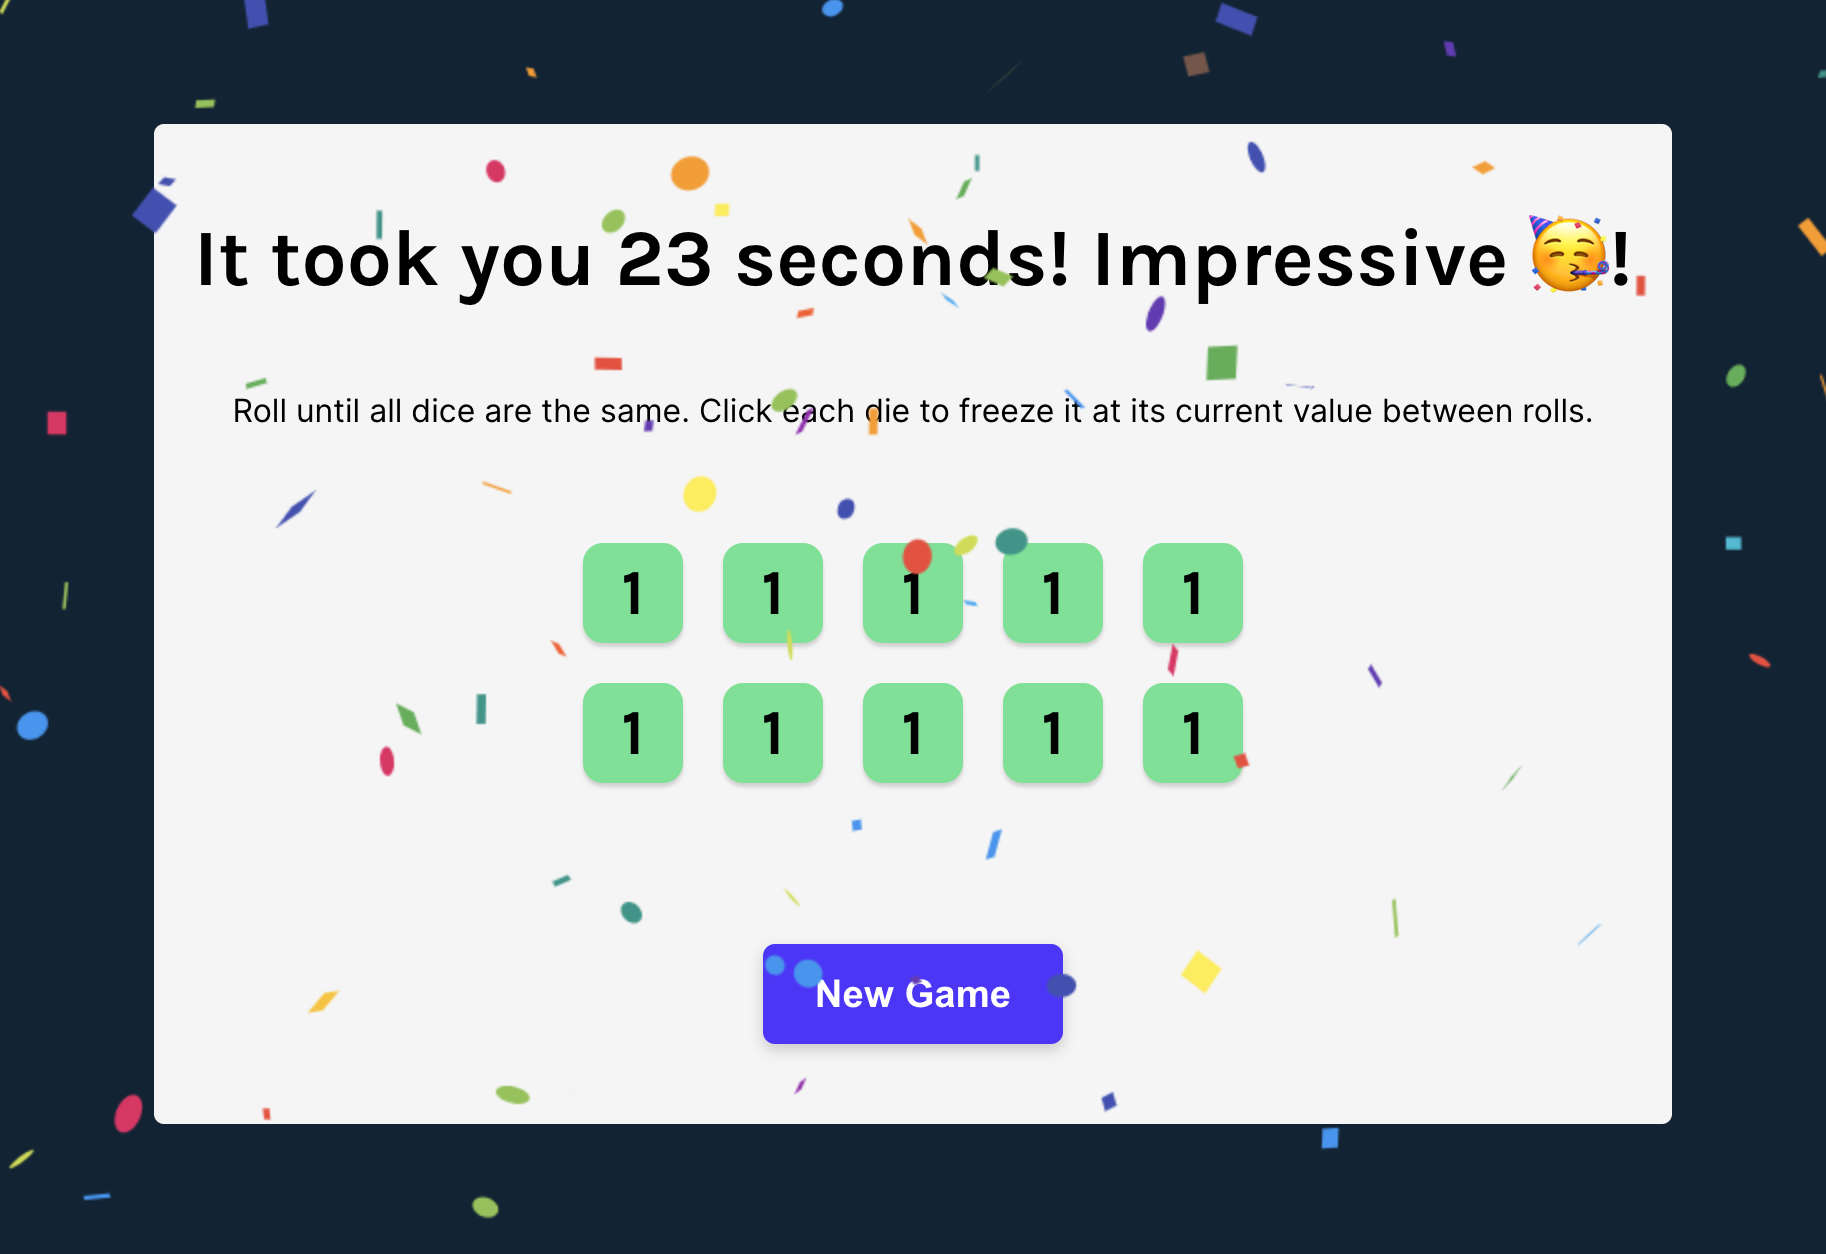 It took you 23 seconds! Impressive 🥳!
Roll until all dice are the same. Click each die to freeze it at its current value between rolls.
1 1 1 1 1
1 1 1 1 1
New Game